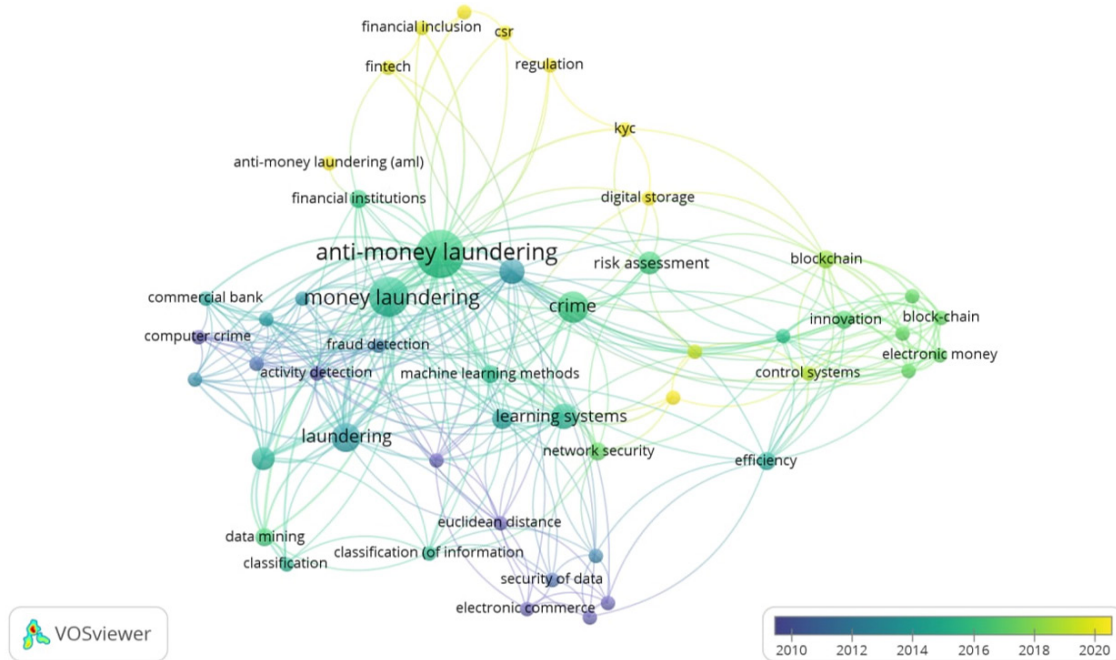 financial inclusion
csr
fintech
regulation
kyc
anti-money laundering (aml)
financial institutions
digital storage
anti-money laundering
risk assessment
blockchain
commercial bank
money laundering
crime
innovation
block-chain
computer crime
fraud detection
electronic money
activity detection
machine learning methods
control systems
learning systems
laundering
network security
efficiency
euclidean distance
data mining
classification
classification (of information
security of data
electronic commerce
VOSviewer
2010 2012 2014 2016 2018 2020